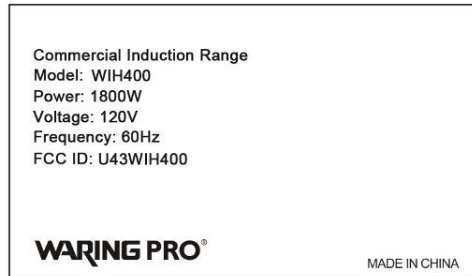 Commercial Induction Range
Model: WIH400
Power: 1800W
Voltage: 120V
Frequency: 60Hz
FCC ID: U43WIH400
WARING PRO®
MADE IN CHINA